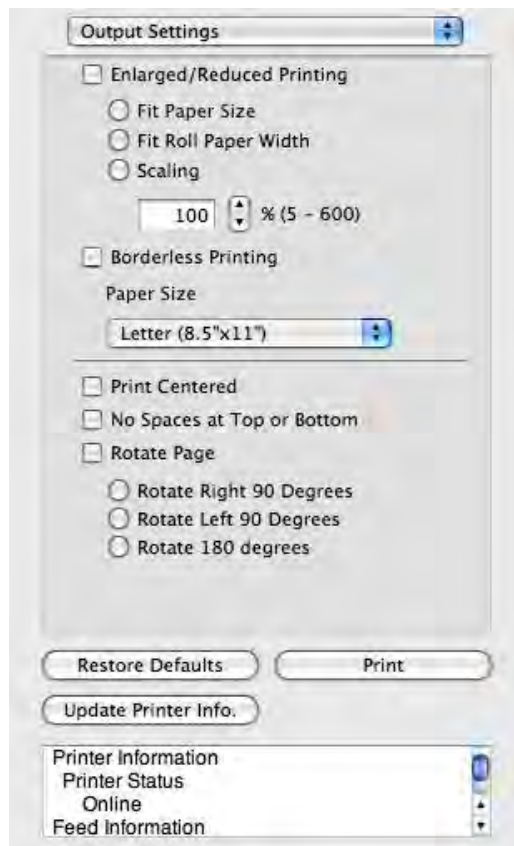 Output Settings
Enlarged/Reduced Printing
Fit Paper Size
Fit Roll Paper Width
Scaling
100 % (5 - 600)
Borderless Printing
Paper Size
Letter (8.5"x11")
Print Centered
No Spaces at Top or Bottom
Rotate Page
Rotate Right 90 Degrees
Rotate Left 90 Degrees
Rotate 180 degrees
Restore Defaults Print
Update Printer Info.
Printer Information
Printer Status
Online
Feed Information